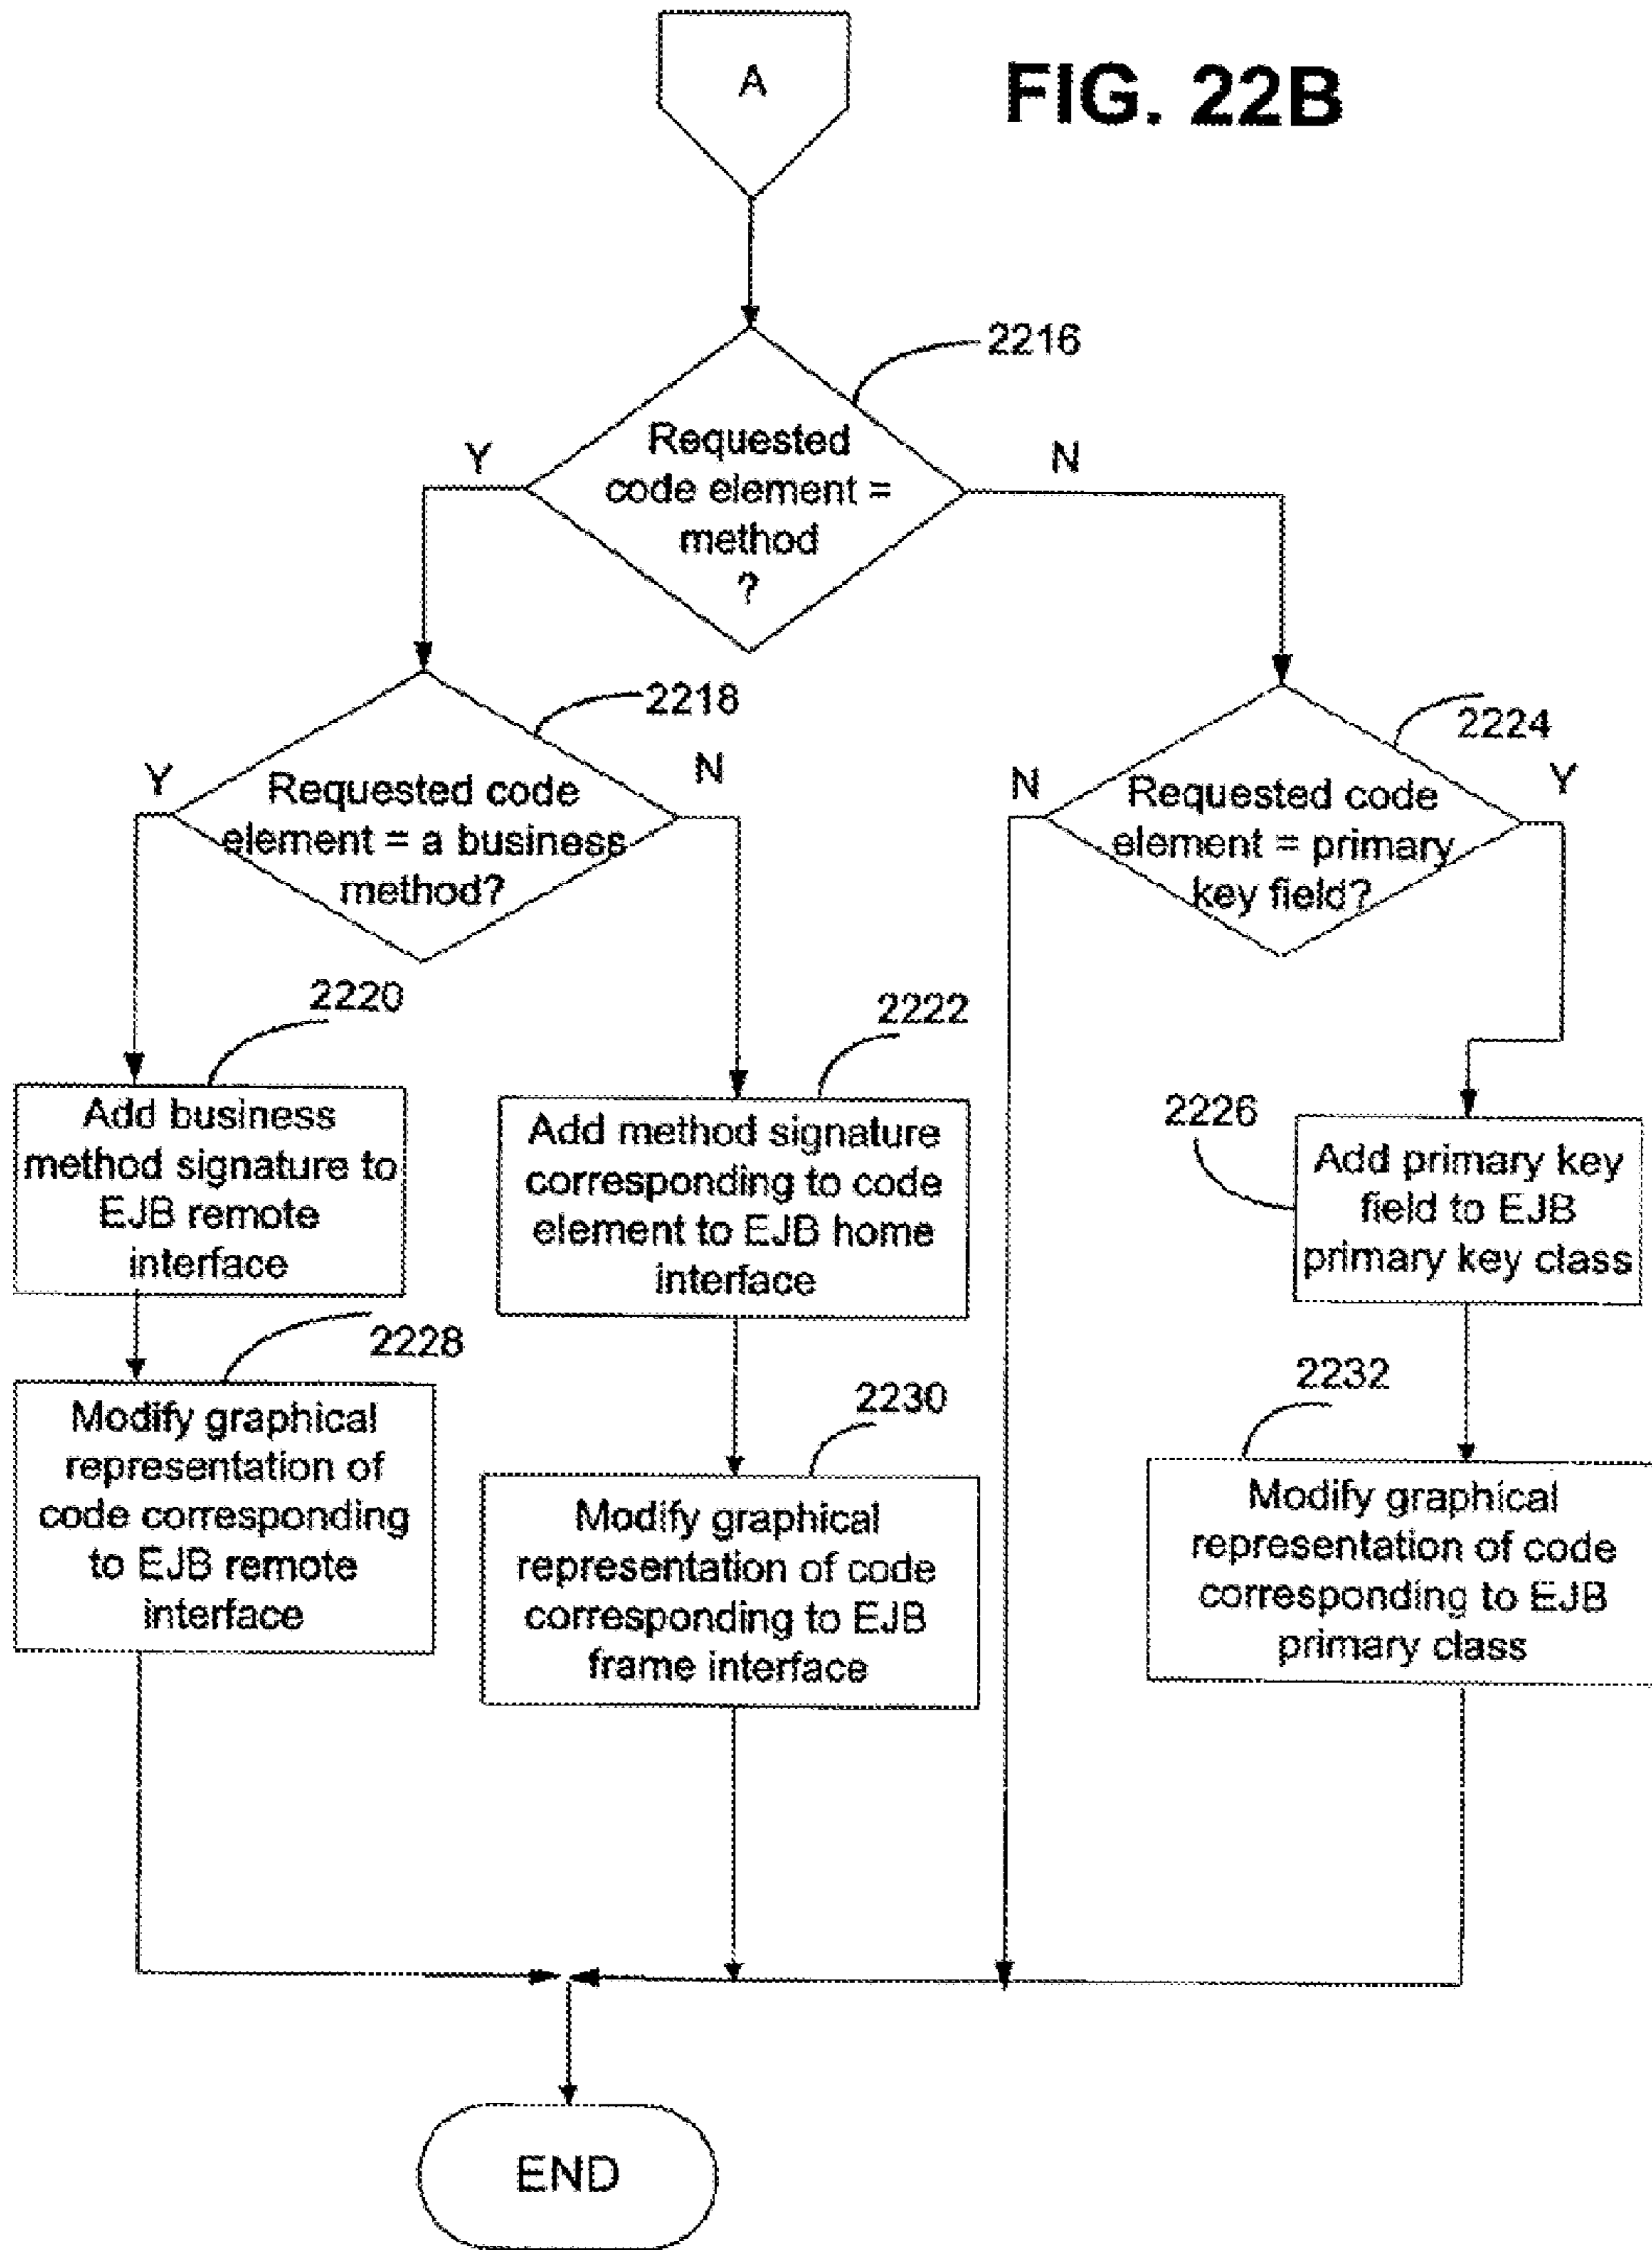 A
FIG. 22B
2216
Requested
code element =
method
?
Y
N
2218
Requested code
element = a business
method?
Y
N
2224
Requested code
element = primary
key field?
N
Y
2220
Add business
method signature to
EJB remote
interface
2222
Add method signature
corresponding to code
element to EJB home
interface
2226
Add primary key
field to EJB
primary key class
2228
Modify graphical
representation of
code corresponding
to EJB remote
interface
2230
Modify graphical
representation of code
corresponding to EJB
frame interface
2232
Modify graphical
representation of code
corresponding to EJB
primary class
END